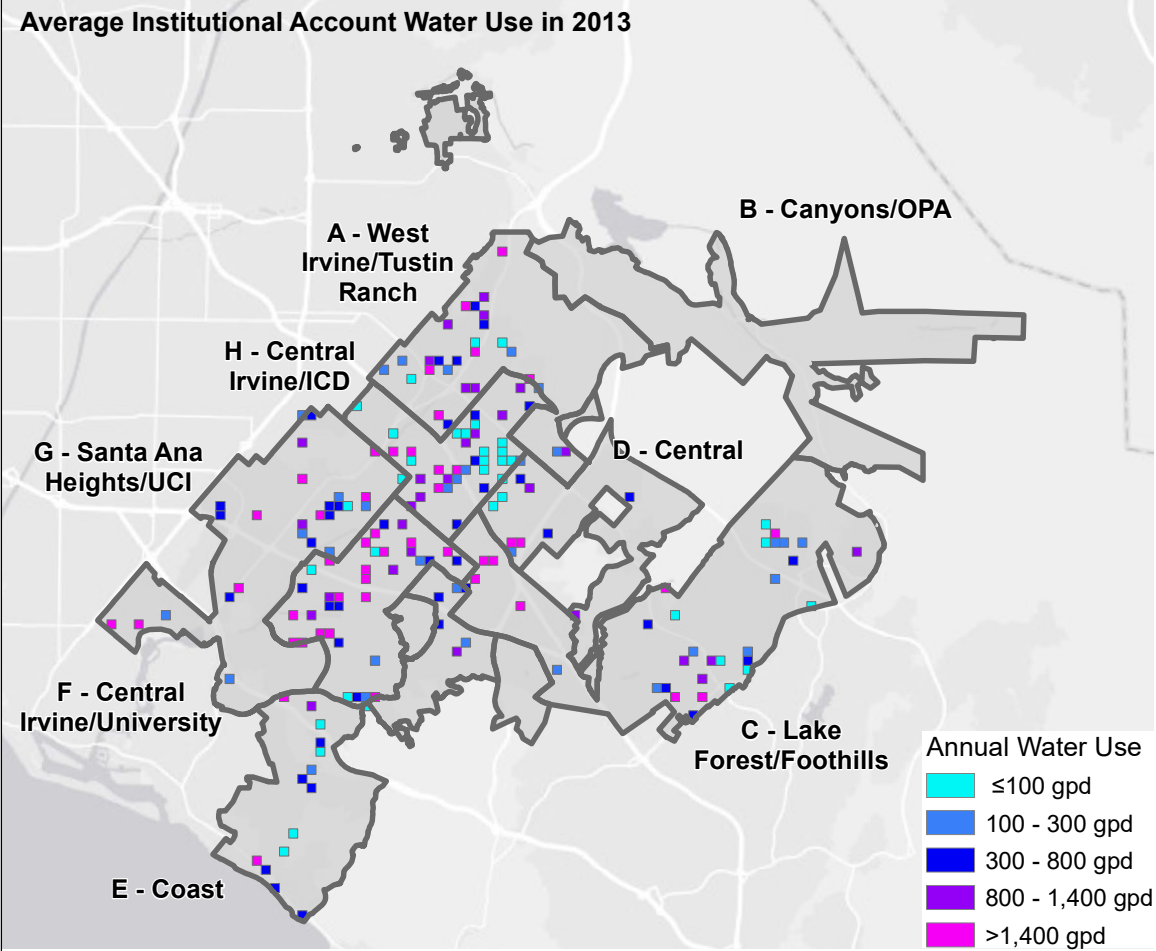 Average Institutional Account Water Use in 2013
B - Canyons/OPA
A - West
Irvine/Tustin
Ranch
H - Central
Irvine/ICD
G - Santa Ana
Heights/UCI
D - Central
F - Central
Irvine/University
C - Lake
Forest/Foothills
E - Coast
Annual Water Use
≤100 gpd
100 - 300 gpd
300 - 800 gpd
800 - 1,400 gpd
>1,400 gpd